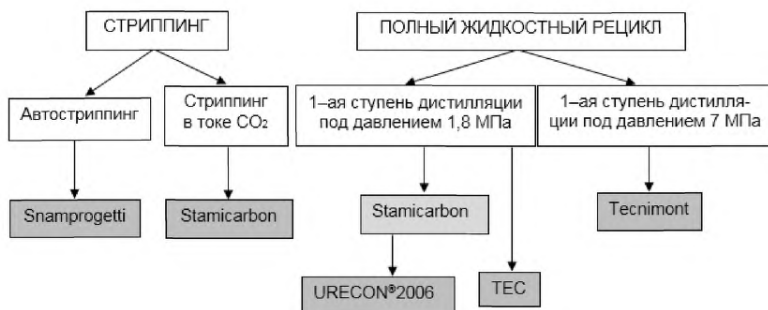 СТРИППИНГ
ПОЛНЫЙ ЖИДКОСТНЫЙ РЕЦИКЛ
Автостриппинг
Стриппинг
в токе CO₂
1–ая ступень дистилляции
под давлением 1,8 МПа
1–ая ступень дистилля-
ции под давлением 7 МПа
Snamprogetti
Stamicarbon
Stamicarbon
Tecnimont
URECON®2006
TEC